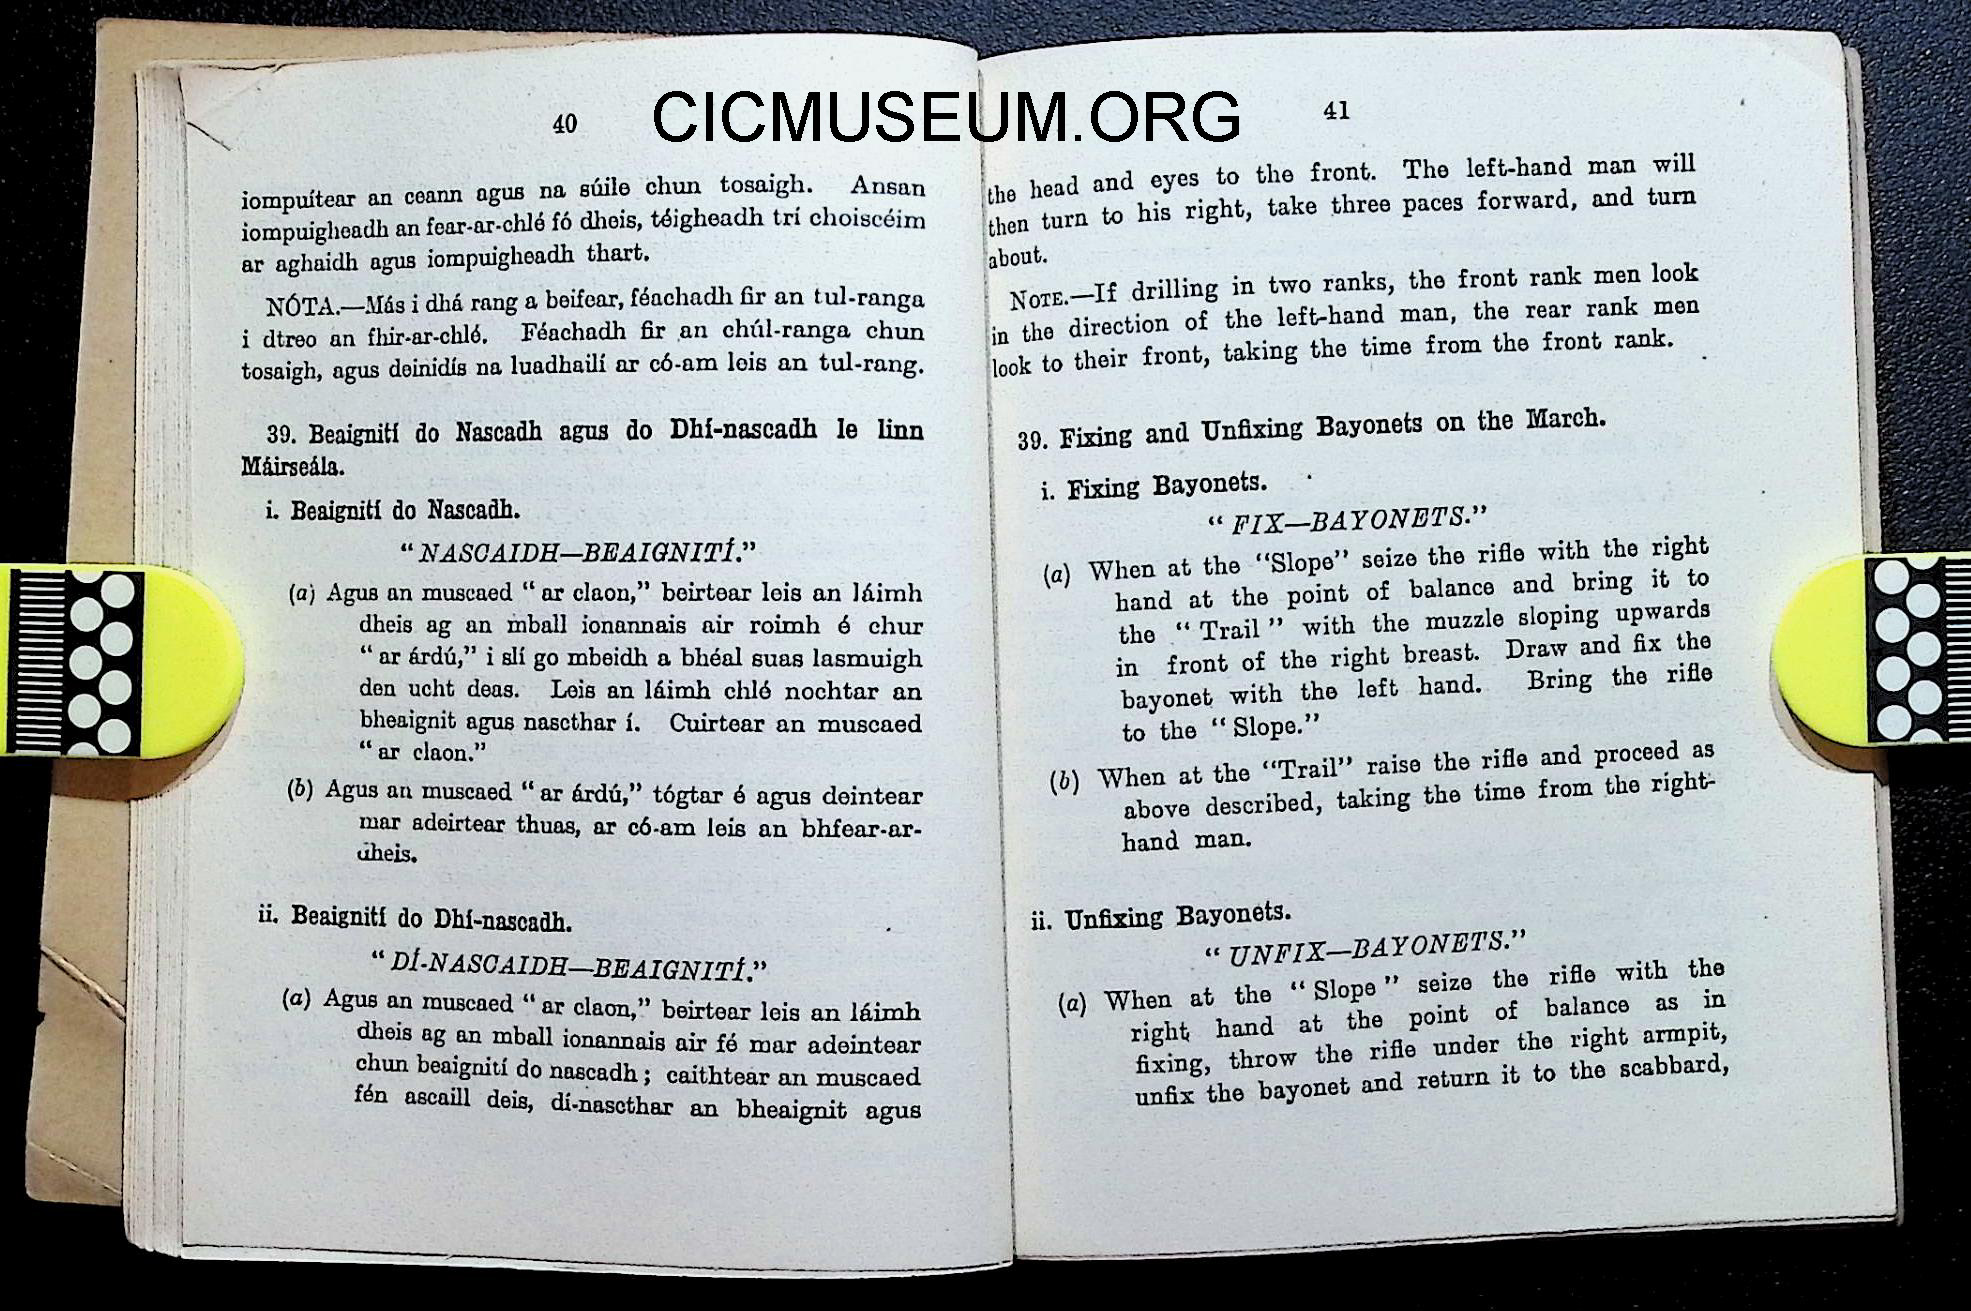 CICMUSEUM.ORG
40
iompuítear an ceann agus na súile chun tosaigh. Ansan
iompuigheadh an fear-ar-chlé fó dheis, téigheadh trí choiscéim
ar aghaidh agus iompuigheadh thart.
NÓTA.—Más i dhá rang a beifear, féachadh fir an tul-ranga
i dtreo an fhir-ar-chlé. Féachadh fir an chúl-ranga chun
tosaigh, agus deinidís na luadhailí ar có-am leis an tul-rang.
39. Beaignití do Nascadh agus do Dhí-nascadh le linn
Máirseála.
i. Beaignití do Nascadh.
"NASCAIDH—BEAIGNITÍ."
(a) Agus an muscaed "ar claon," beirtear leis an láimh
dheis ag an mball ionannais air roimh é chur
"ar árdú," i slí go mbeidh a bhéal suas lasmuigh
den ucht deas. Leis an láimh chlé nochtar an
bheaignit agus nascthar í. Cuirtear an muscaed
"ar claon."
(b) Agus an muscaed "ar árdú," tógtar é agus deintear
mar adeirtear thuas, ar có-am leis an bhfear-ar-
dheis.
ii. Beaignití do Dhí-nascadh.
"DÍ-NASCAIDH—BEAIGNITÍ."
(a) Agus an muscaed "ar claon," beirtear leis an láimh
dheis ag an mball ionannais air fé mar adeintear
chun beaignití do nascadh; caithtear an muscaed
fén ascaill deis, dí-nascthar an bheaignit agus
41
the head and eyes to the front. The left-hand man will
then turn to his right, take three paces forward, and turn
about.
NOTE.—If drilling in two ranks, the front rank men look
in the direction of the left-hand man, the rear rank men
look to their front, taking the time from the front rank.
39. Fixing and Unfixing Bayonets on the March.
i. Fixing Bayonets.
"FIX—BAYONETS."
(a) When at the "Slope" seize the rifle with the right
hand at the point of balance and bring it to
the "Trail" with the muzzle sloping upwards
in front of the right breast. Draw and fix the
bayonet with the left hand. Bring the rifle
to the "Slope."
(b) When at the "Trail" raise the rifle and proceed as
above described, taking the time from the right-
hand man.
ii. Unfixing Bayonets.
"UNFIX—BAYONETS."
(a) When at the "Slope" seize the rifle with the
right hand at the point of balance as in
fixing, throw the rifle under the right armpit,
unfix the bayonet and return it to the scabbard,